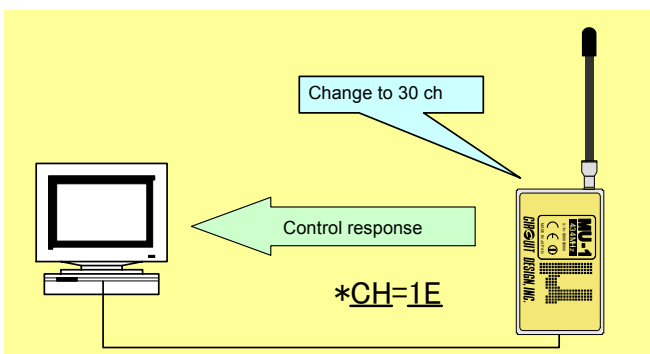 Change to 30 ch
Control response
*CH=1E
MU-1
CIRCUIT DESIGN, INC.